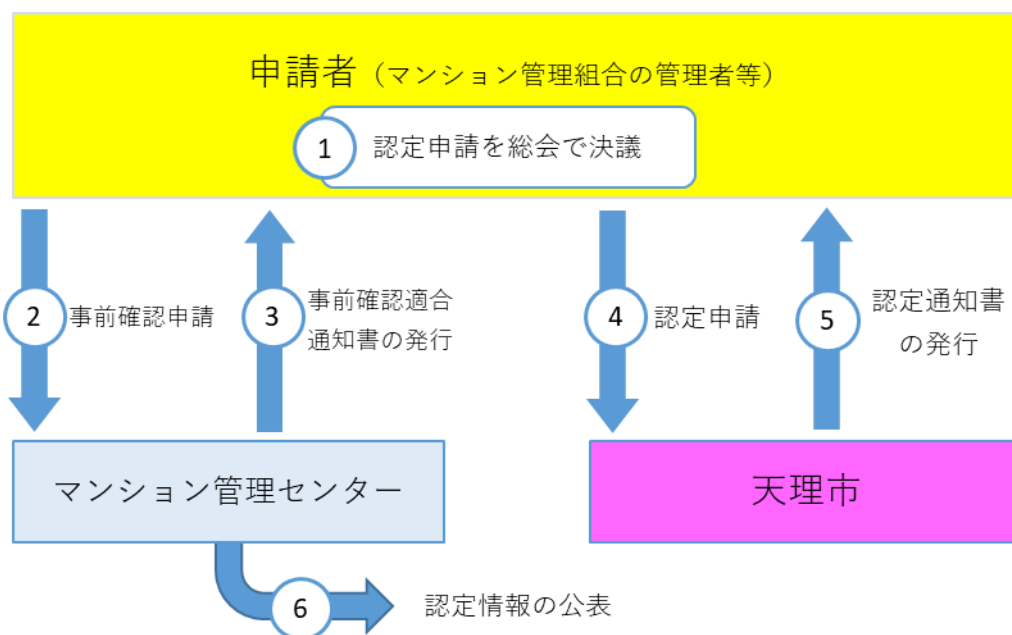 申請者（マンション管理組合の管理者等）
1 認定申請を総会で決議
2 事前確認申請
3 事前確認適合
通知書の発行
4 認定申請
5 認定通知書
の発行
マンション管理センター
天理市
6 認定情報の公表